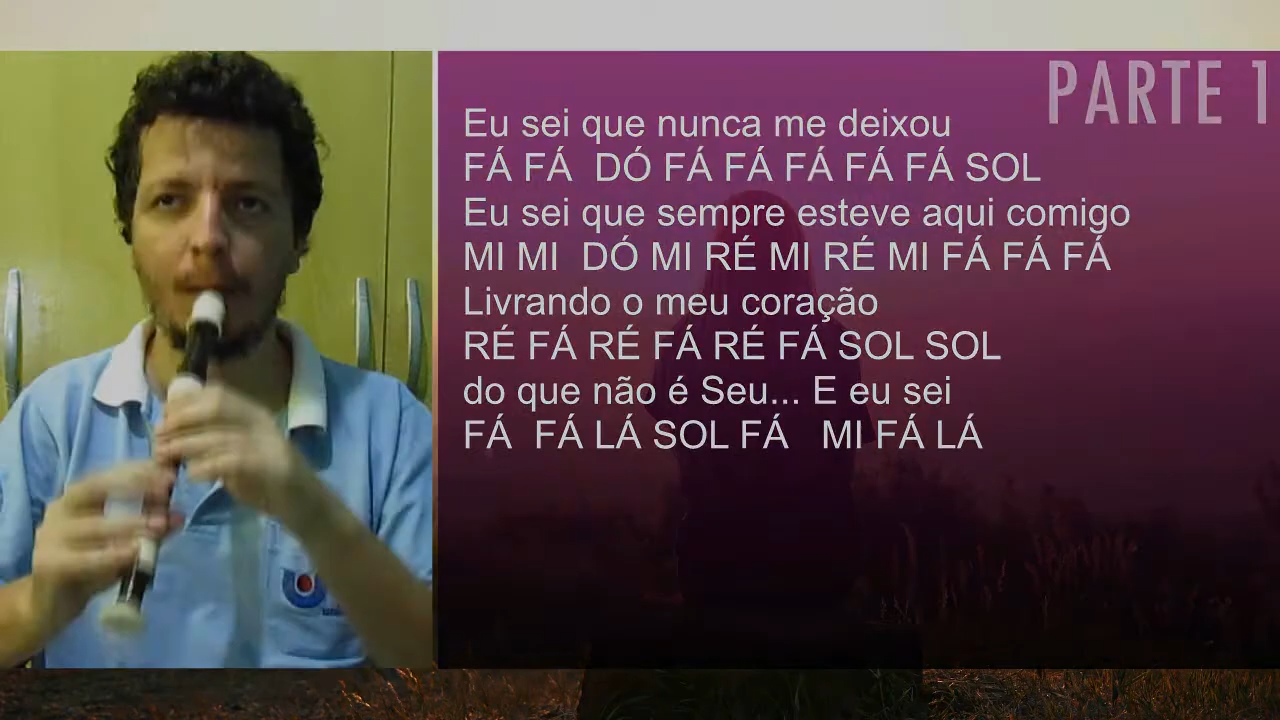 PARTE 1
Eu sei que nunca me deixou
FÁ FÁ DÓ FÁ FÁ FÁ FÁ FÁ SOL
Eu sei que sempre esteve aqui comigo
MI MI DÓ MI RÉ MI RÉ MI FÁ FÁ FÁ
Livrando o meu coração
RÉ FÁ RÉ FÁ RÉ FÁ SOL SOL
do que não é Seu... E eu sei
FÁ FÁ LÁ SOL FÁ MI FÁ LÁ